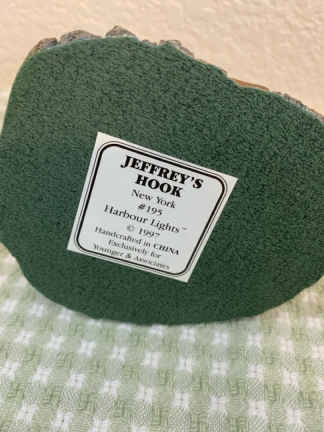 JEFFREY'S
HOOK
New York
#195
Harbour Lights™
© 1997
Handcrafted in CHINA
Exclusively for
Younger & Associates